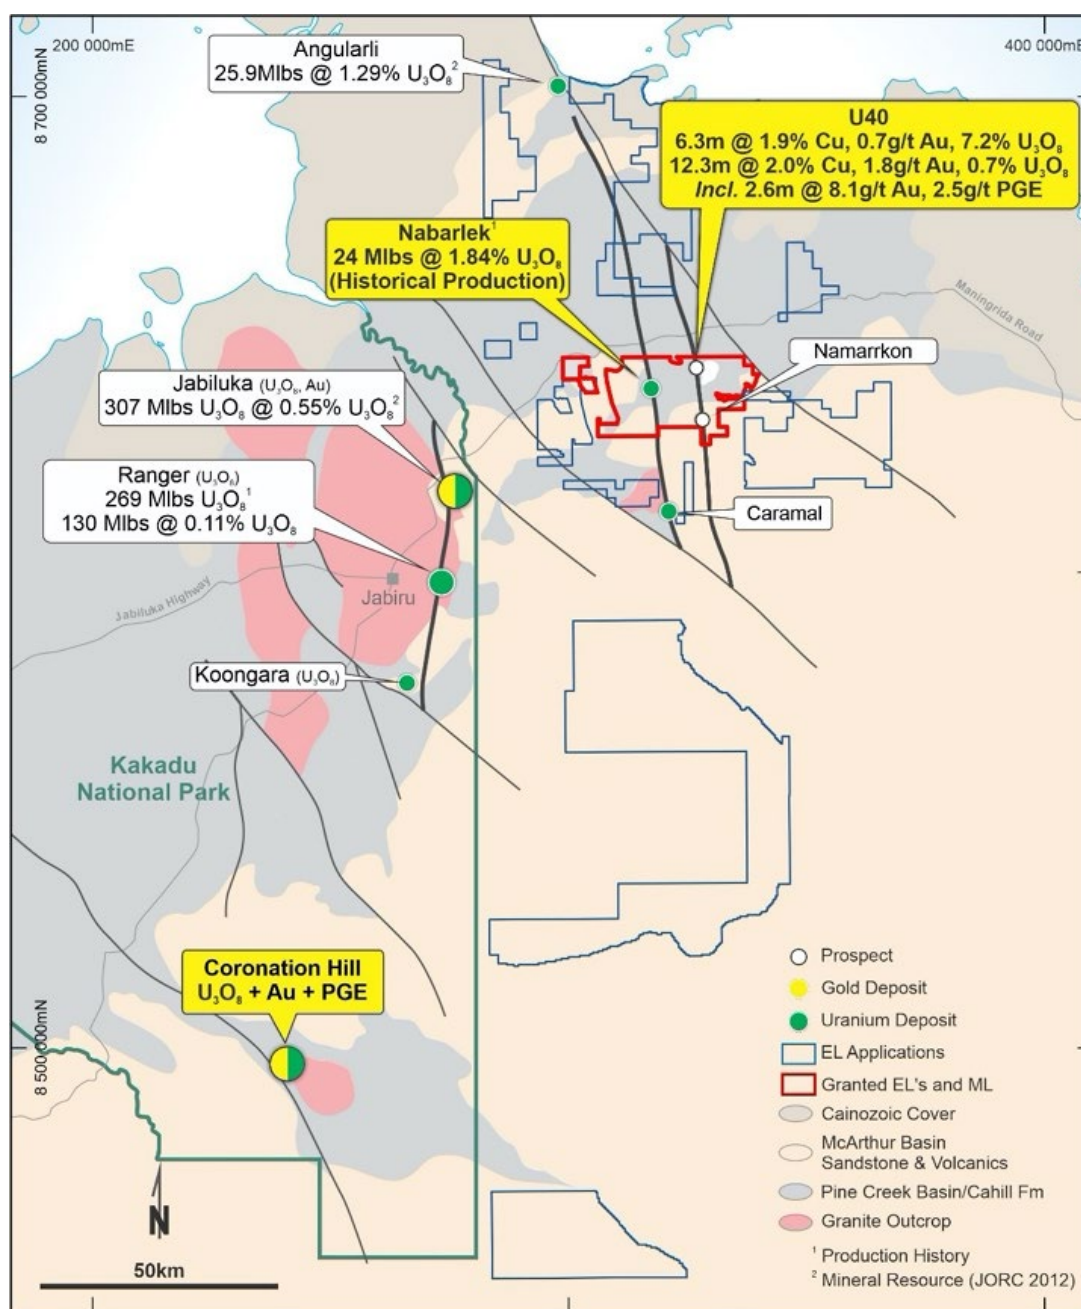 200 000mE
400 000mE
8 700 000mN
Angularli
25.9Mlbs @ 1.29% U₃O₈²
U40
6.3m @ 1.9% Cu, 0.7g/t Au, 7.2% U₃O₈
12.3m @ 2.0% Cu, 1.8g/t Au, 0.7% U₃O₈
Incl. 2.6m @ 8.1g/t Au, 2.5g/t PGE
Nabarlek¹
24 Mlbs @ 1.84% U₃O₈
(Historical Production)
Maningrida Road
Namarrkon
Jabiluka (U₃O₈, Au)
307 Mlbs U₃O₈ @ 0.55% U₃O₈²
Ranger (U₃O₈)
269 Mlbs U₃O₈¹
130 Mlbs @ 0.11% U₃O₈
Caramal
Jabiru
Jabiluka Highway
Koongara (U₃O₈)
Kakadu
National Park
Coronation Hill
U₃O₈ + Au + PGE
8 500 000mN
N
50km
Prospect
Gold Deposit
Uranium Deposit
EL Applications
Granted EL's and ML
Cainozoic Cover
McArthur Basin
Sandstone & Volcanics
Pine Creek Basin/Cahill Fm
Granite Outcrop
¹ Production History
² Mineral Resource (JORC 2012)